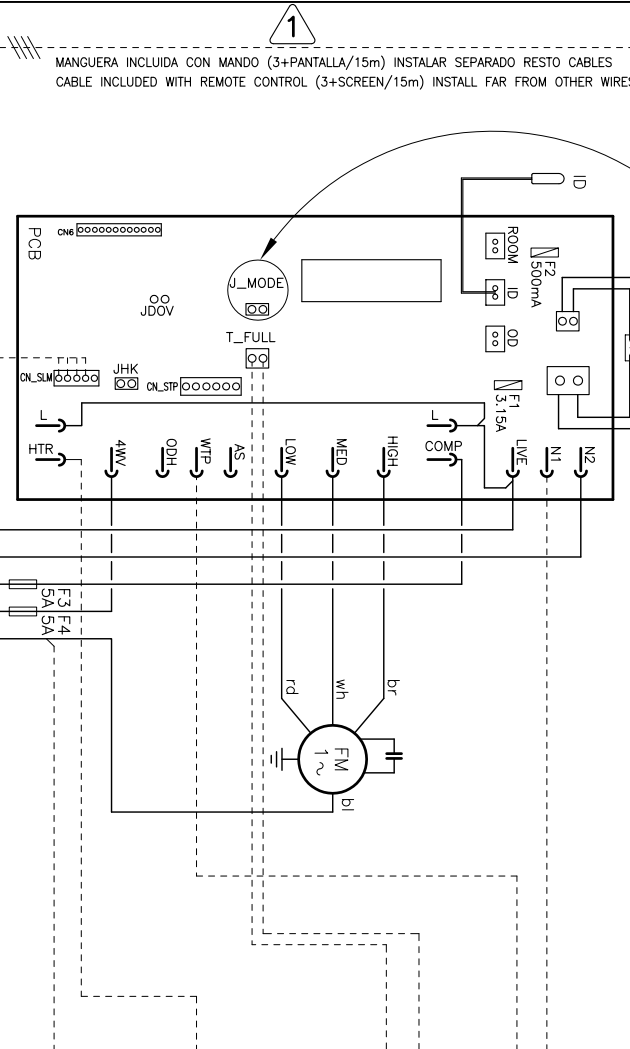 1
MANGUERA INCLUIDA CON MANDO (3+PANTALLA/15m) INSTALAR SEPARADO RESTO CABLES
CABLE INCLUDED WITH REMOTE CONTROL (3+SCREEN/15m) INSTALL FAR FROM OTHER WIRES
ID
PCB
CN6
ROOM
F2
500mA
J_MODE
ID
JDOV
T_FULL
OD
CN_SLM
JHK
CN_STP
F1
3.15A
L
L
HTR
4WV
ODH
WTP
AS
LOW
MED
HIGH
COMP
LIVE
N1
N2
F3
5A
F4
5A
rd
wh
br
FM
1 ~
bl